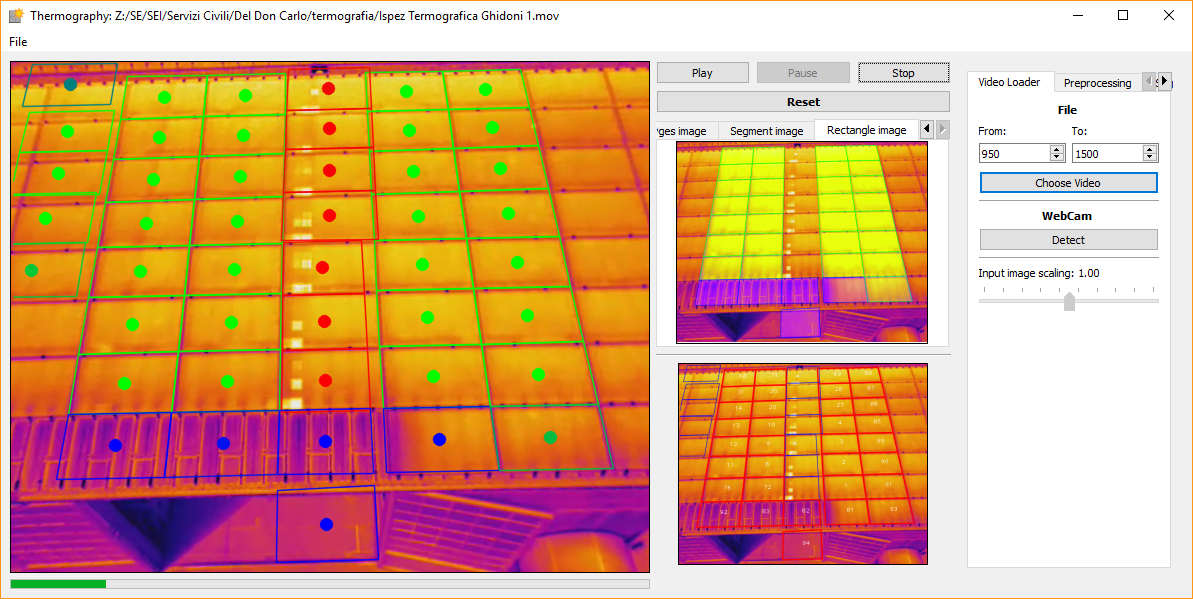 Thermography: Z:/SE/SEI/Servizi Civili/Del Don Carlo/termografia/Ispez Termografica Ghidoni 1.mov
File
Play
Pause
Stop
Reset
ges image
Segment image
Rectangle image
Video Loader
Preprocessing
File
From:
To:
950
1500
Choose Video
WebCam
Detect
Input image scaling: 1.00